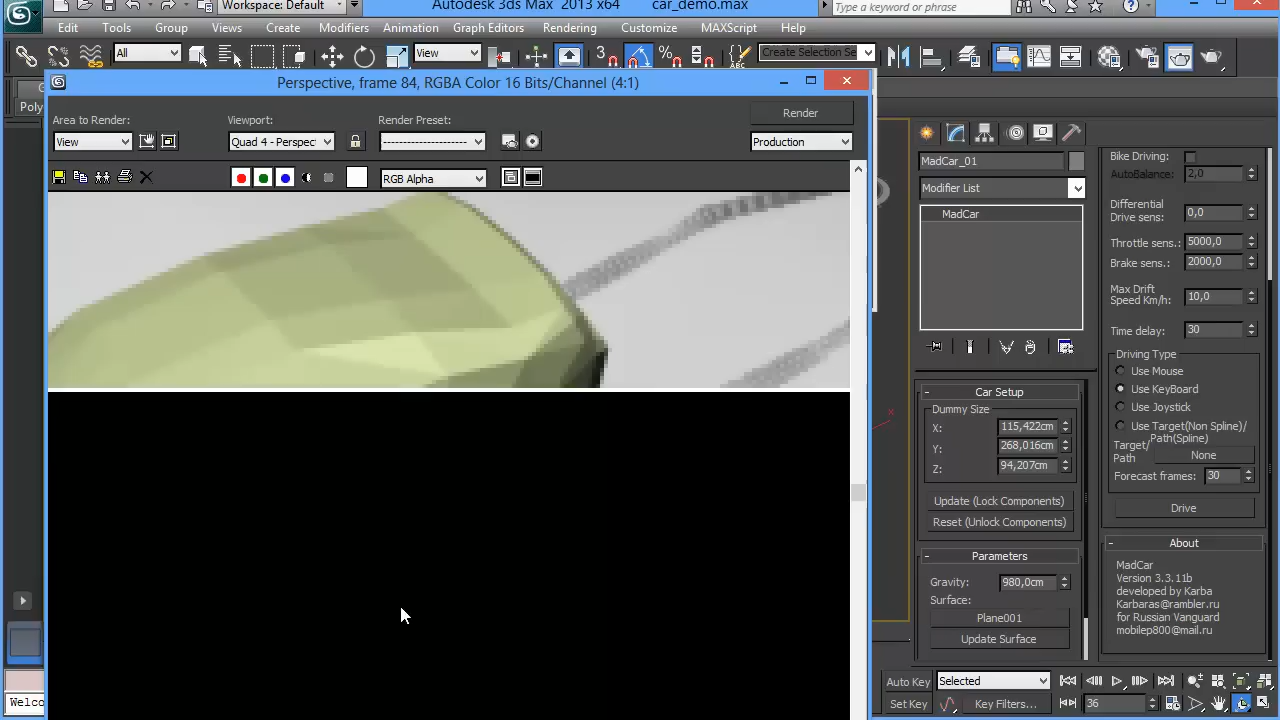 Workspace: Default
Autodesk 3ds Max 2013 x64 car_demo.max
Type a keyword or phrase
Edit Tools Group Views Create Modifiers Animation Graph Editors Rendering Customize MAXScript Help
All View 3 Create Selection Se
Perspective, frame 84, RGBA Color 16 Bits/Channel (4:1)
Poly
Area to Render: Viewport: Render Preset: Render
View Quad 4 - Perspect -------------------- Production
RGB Alpha
MadCar_01
Modifier List
MadCar
Car Setup
Dummy Size
X: 115,422cm
Y: 268,016cm
Z: 94,207cm
Update (Lock Components)
Reset (Unlock Components)
Parameters
Gravity: 980,0cm
Surface:
Plane001
Update Surface
Bike Driving:
AutoBalance: 2,0
Differential
Drive sens: 0,0
Throttle sens.: 5000,0
Brake sens.: 2000,0
Max Drift
Speed Km/h: 10,0
Time delay: 30
Driving Type
Use Mouse
Use KeyBoard
Use Joystick
Use Target(Non Spline)/
Path(Spline)
Target/
Path None
Forecast frames: 30
Drive
About
MadCar
Version 3.3.11b
developed by Karba
Karbaras@rambler.ru
for Russian Vanguard
mobilep800@mail.ru
Auto Key Selected
Welco Set Key Key Filters... 36